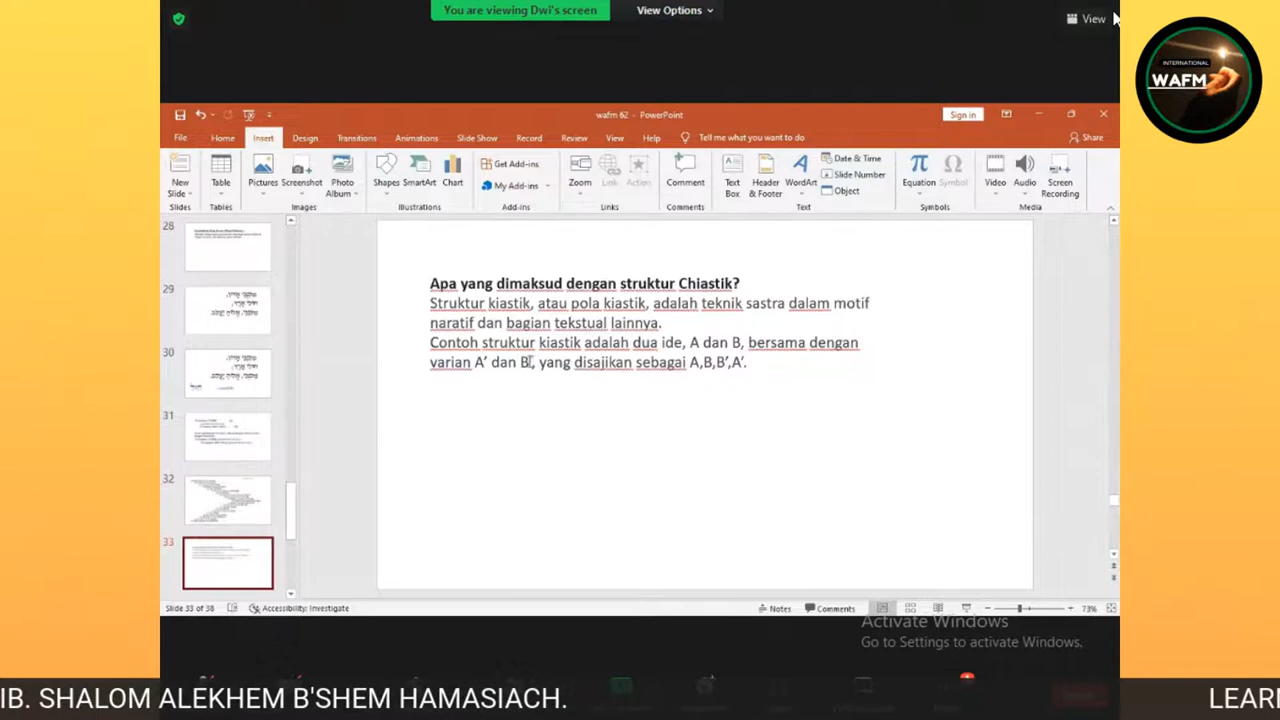 You are viewing Dwi's screen
View Options
View
INTERNATIONAL
WAFM
wafm 62 - PowerPoint
Sign in
File
Home
Insert
Design
Transitions
Animations
Slide Show
Record
Review
View
Help
Tell me what you want to do
Share
New Slide
Table
Pictures
Screenshot
Photo Album
Shapes
SmartArt
Chart
Get Add-ins
My Add-ins
Zoom
Link
Action
Comment
Text Box
Header & Footer
WordArt
Date & Time
Slide Number
Object
Equation
Symbol
Video
Audio
Screen Recording
Slides
Tables
Images
Illustrations
Add-ins
Links
Comments
Text
Symbols
Media
28
29
30
31
32
33
Apa yang dimaksud dengan struktur Chiastik?
Struktur kiastik, atau pola kiastik, adalah teknik sastra dalam motif
naratif dan bagian tekstual lainnya.
Contoh struktur kiastik adalah dua ide, A dan B, bersama dengan
varian A′ dan B′, yang disajikan sebagai A,B,B′,A′.
Slide 33 of 38
Accessibility: Investigate
Notes
Comments
73%
Activate Windows
Go to Settings to activate Windows.
IB. SHALOM ALEKHEM B'SHEM HAMASIACH.
LEARI